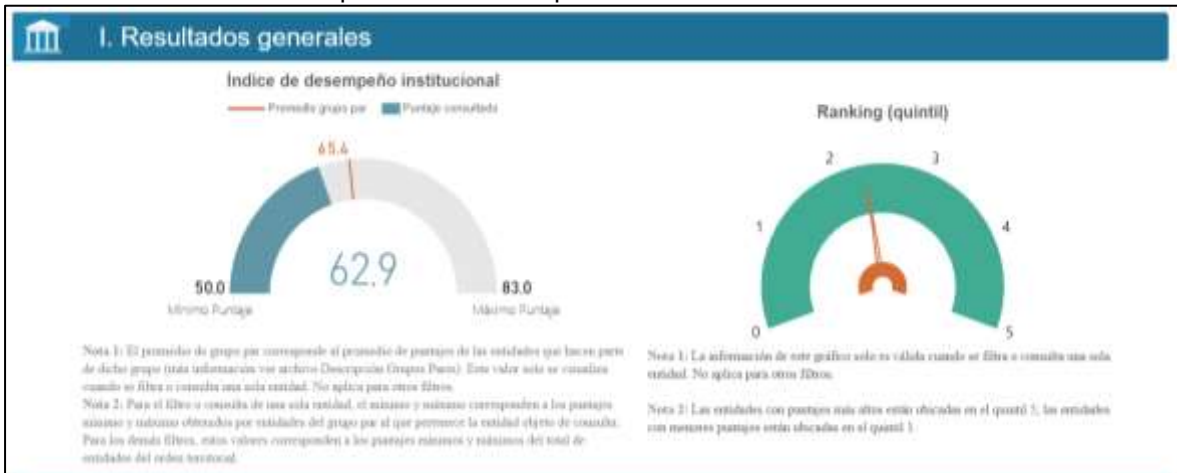 I. Resultados generales
Índice de desempeño institucional
Promedio grupo par
Puntaje consultado
65.4
62.9
50.0
Mínimo Puntaje
83.0
Máximo Puntaje
Nota 1: El promedio de grupo par corresponde al promedio de puntajes de las entidades que hacen parte
de dicho grupo (más información ver archivo Descripción Grupos Pares). Este valor solo se visualiza
cuando se filtra o consulta una sola entidad. No aplica para otros filtros.
Nota 2: Para el filtro o consulta de una sola entidad, el mínimo y máximo corresponden a los puntajes
mínimo y máximo obtenidos por entidades del grupo par al que pertenece la entidad objeto de consulta.
Para los demás filtros, estos valores corresponden a los puntajes mínimos y máximos del total de
entidades del orden territorial.
Ranking (quintil)
0
1
2
3
4
5
Nota 1: La información de este gráfico solo es válida cuando se filtra o consulta una sola
entidad. No aplica para otros filtros.
Nota 2: Las entidades con puntajes más altos están ubicadas en el quintil 5, las entidades
con menores puntajes están ubicadas en el quintil 1.